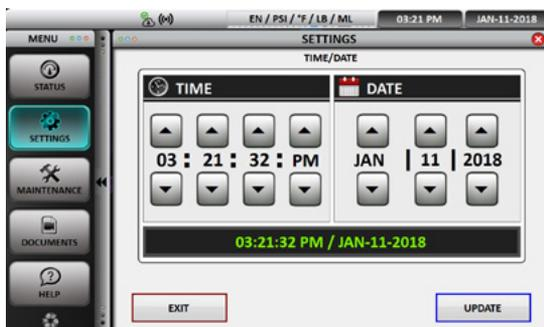 EN / PSI / °F / LB / ML 03:21 PM JAN-11-2018
MENU SETTINGS
TIME/DATE
STATUS
SETTINGS
MAINTENANCE
DOCUMENTS
HELP
TIME
03 : 21 : 32 : PM
DATE
JAN | 11 | 2018
03:21:32 PM / JAN-11-2018
EXIT UPDATE